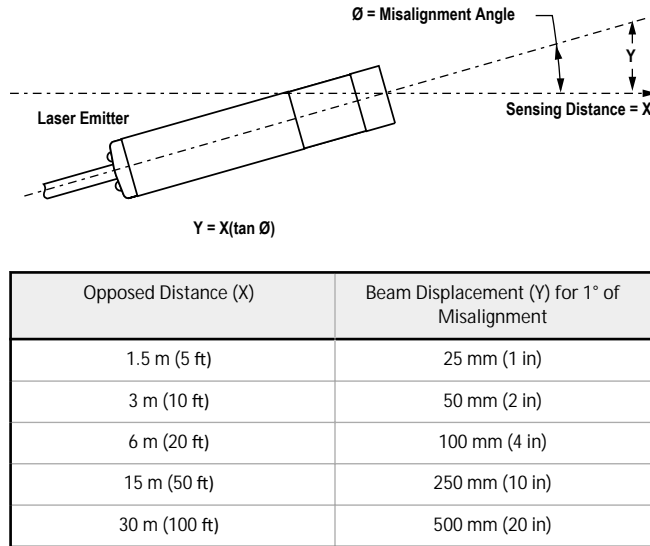 Ø = Misalignment Angle
Y
Laser Emitter
Sensing Distance = X
Y = X(tan Ø)
Opposed Distance (X)
Beam Displacement (Y) for 1° of
Misalignment
1.5 m (5 ft)
25 mm (1 in)
3 m (10 ft)
50 mm (2 in)
6 m (20 ft)
100 mm (4 in)
15 m (50 ft)
250 mm (10 in)
30 m (100 ft)
500 mm (20 in)